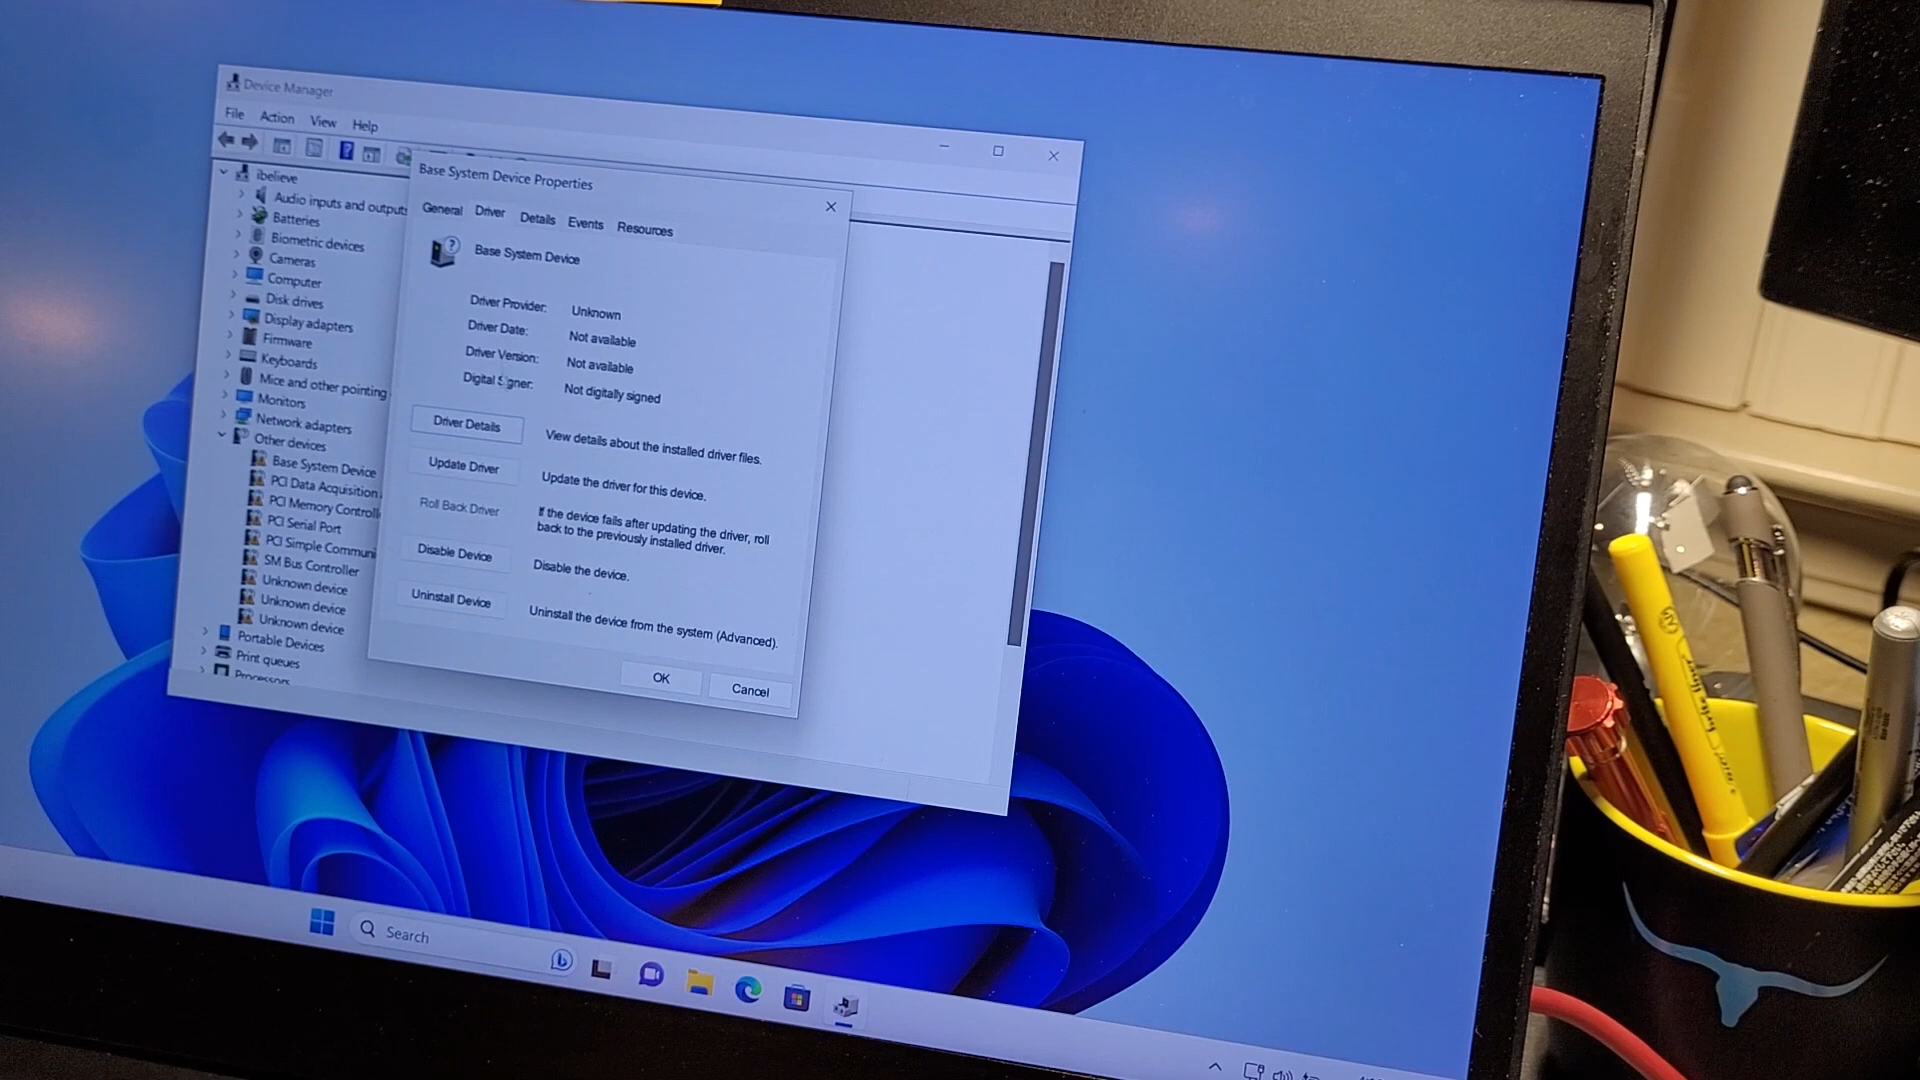 Device Manager
File Action View Help
ibelieve
Audio inputs and outputs
Batteries
Biometric devices
Cameras
Computer
Disk drives
Display adapters
Firmware
Keyboards
Mice and other pointing
Monitors
Network adapters
Other devices
Base System Device
PCI Data Acquisition
PCI Memory Controll
PCI Serial Port
PCI Simple Communi
SM Bus Controller
Unknown device
Unknown device
Unknown device
Portable Devices
Print queues
Processors
Base System Device Properties
General Driver Details Events Resources
Base System Device
Driver Provider: Unknown
Driver Date: Not available
Driver Version: Not available
Digital Signer: Not digitally signed
Driver Details
View details about the installed driver files.
Update Driver
Update the driver for this device.
Roll Back Driver
If the device fails after updating the driver, roll
back to the previously installed driver.
Disable Device
Disable the device.
Uninstall Device
Uninstall the device from the system (Advanced).
OK Cancel
Search
brite liner